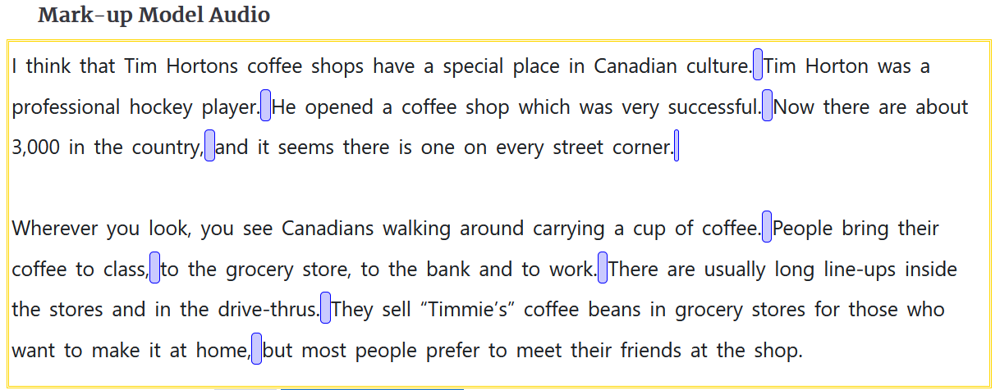 Mark-up Model Audio
I think that Tim Hortons coffee shops have a special place in Canadian culture. Tim Horton was a
professional hockey player. He opened a coffee shop which was very successful. Now there are about
3,000 in the country, and it seems there is one on every street corner.
Wherever you look, you see Canadians walking around carrying a cup of coffee. People bring their
coffee to class, to the grocery store, to the bank and to work. There are usually long line-ups inside
the stores and in the drive-thrus. They sell “Timmie’s” coffee beans in grocery stores for those who
want to make it at home, but most people prefer to meet their friends at the shop.